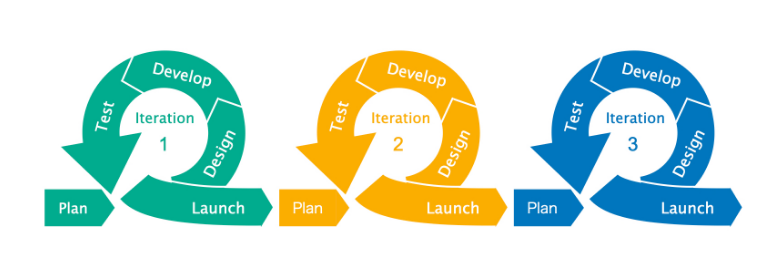 Plan
Design
Develop
Test
Iteration
1
Launch
Plan
Design
Develop
Test
Iteration
2
Launch
Plan
Design
Develop
Test
Iteration
3
Launch